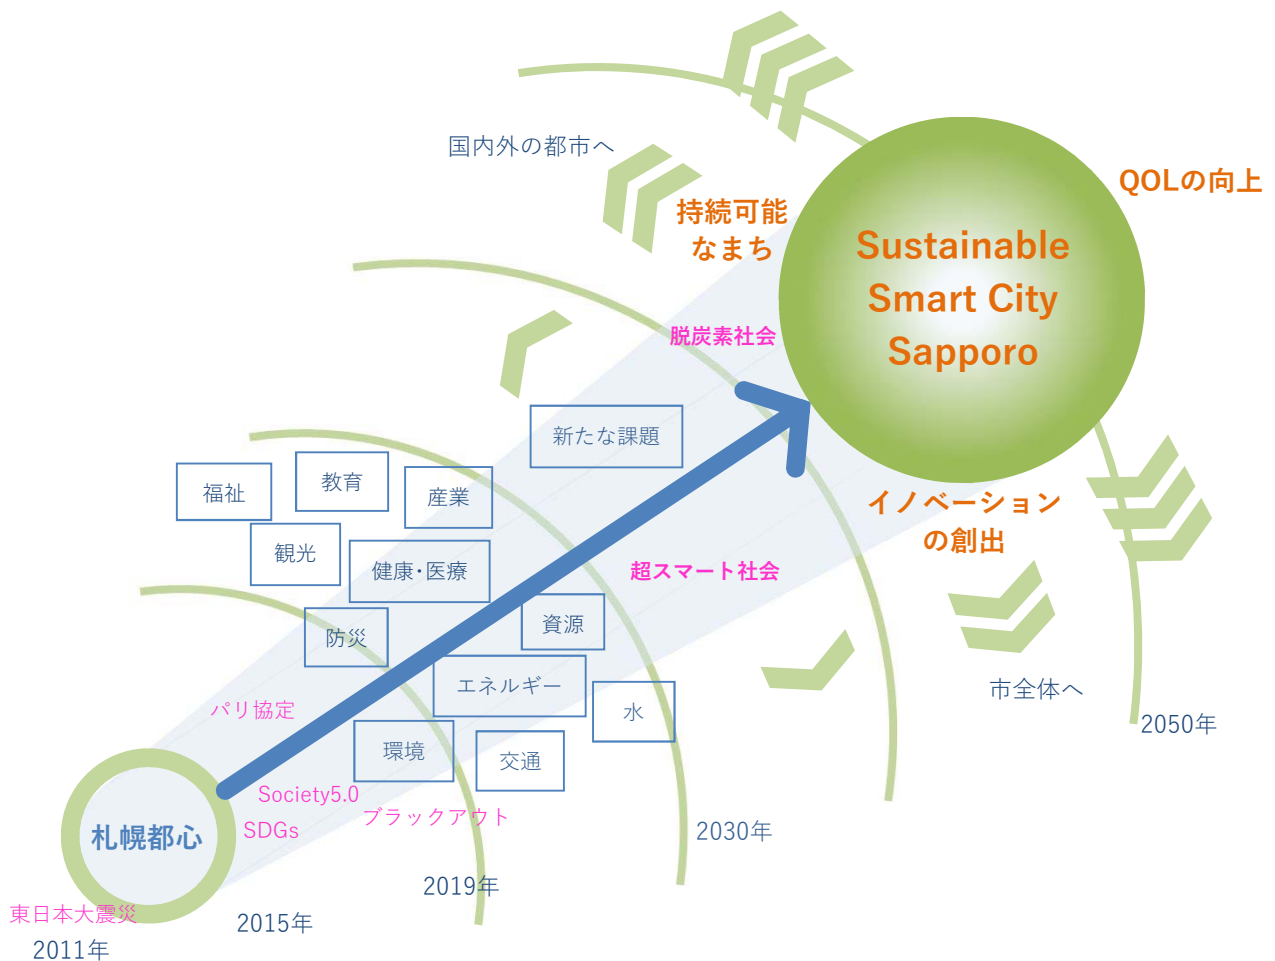 国内外の都市へ
QOLの向上
持続可能
なまち
Sustainable
Smart City
Sapporo
脱炭素社会
新たな課題
福祉
教育
産業
イノベーション
の創出
観光
健康･医療
超スマート社会
防災
資源
エネルギー
水
市全体へ
パリ協定
2050年
環境
交通
Society5.0
ブラックアウト
SDGs
札幌都心
2030年
2019年
東日本大震災
2015年
2011年